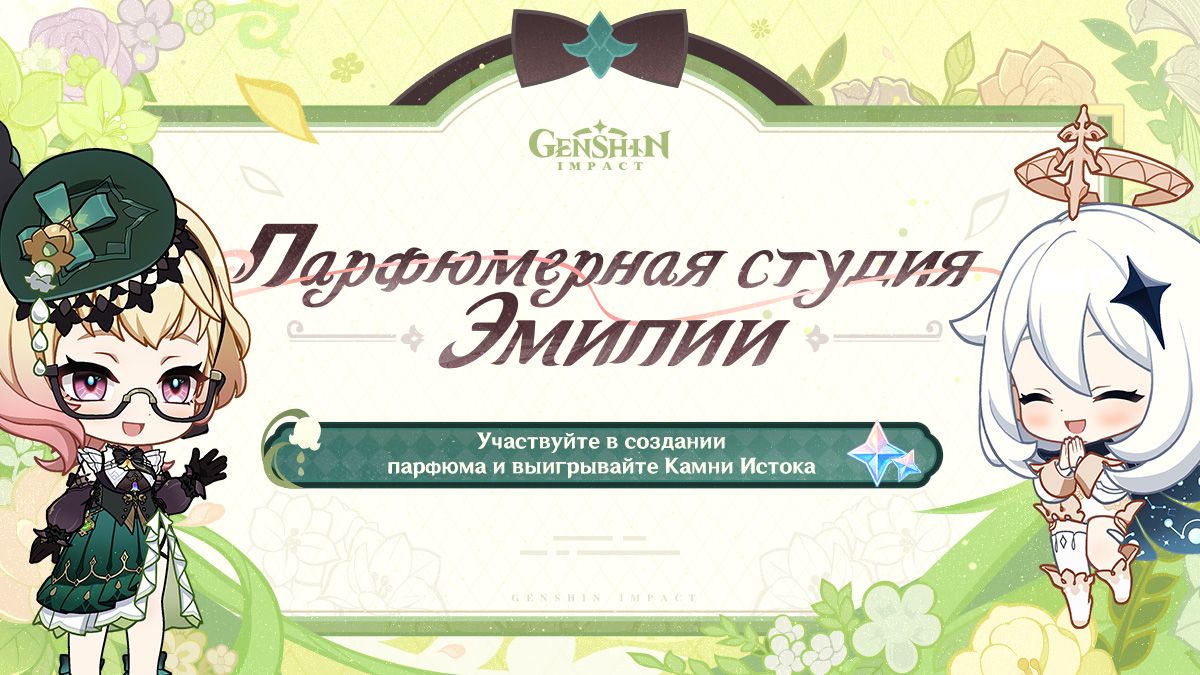 GENSHIN
IMPACT
Парфюмерная студия
Эмилии
Участвуйте в создании
парфюма и выигрывайте Камни Истока
GENSHIN IMPACT